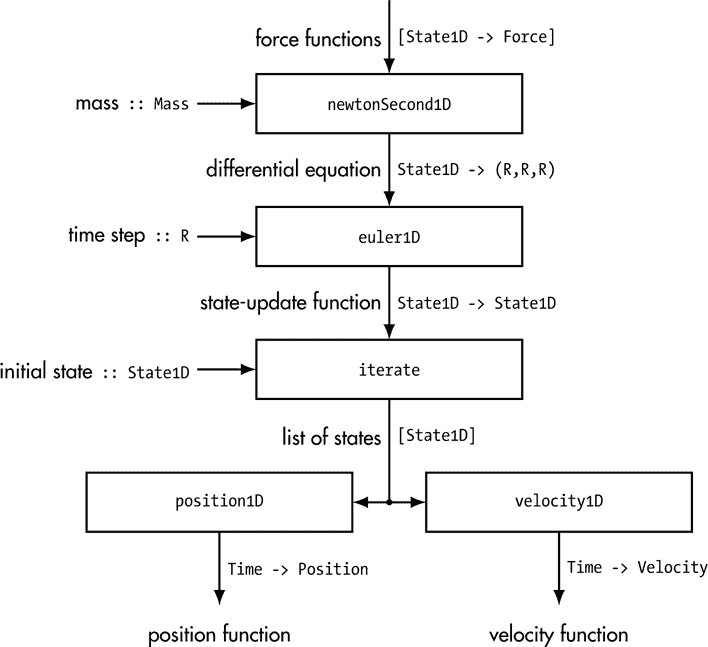 force functions [State1D -> Force]
mass :: Mass
newtonSecond1D
differential equation State1D -> (R,R,R)
time step :: R
euler1D
state-update function State1D -> State1D
initial state :: State1D
iterate
list of states [State1D]
position1D
velocity1D
Time -> Position
Time -> Velocity
position function
velocity function